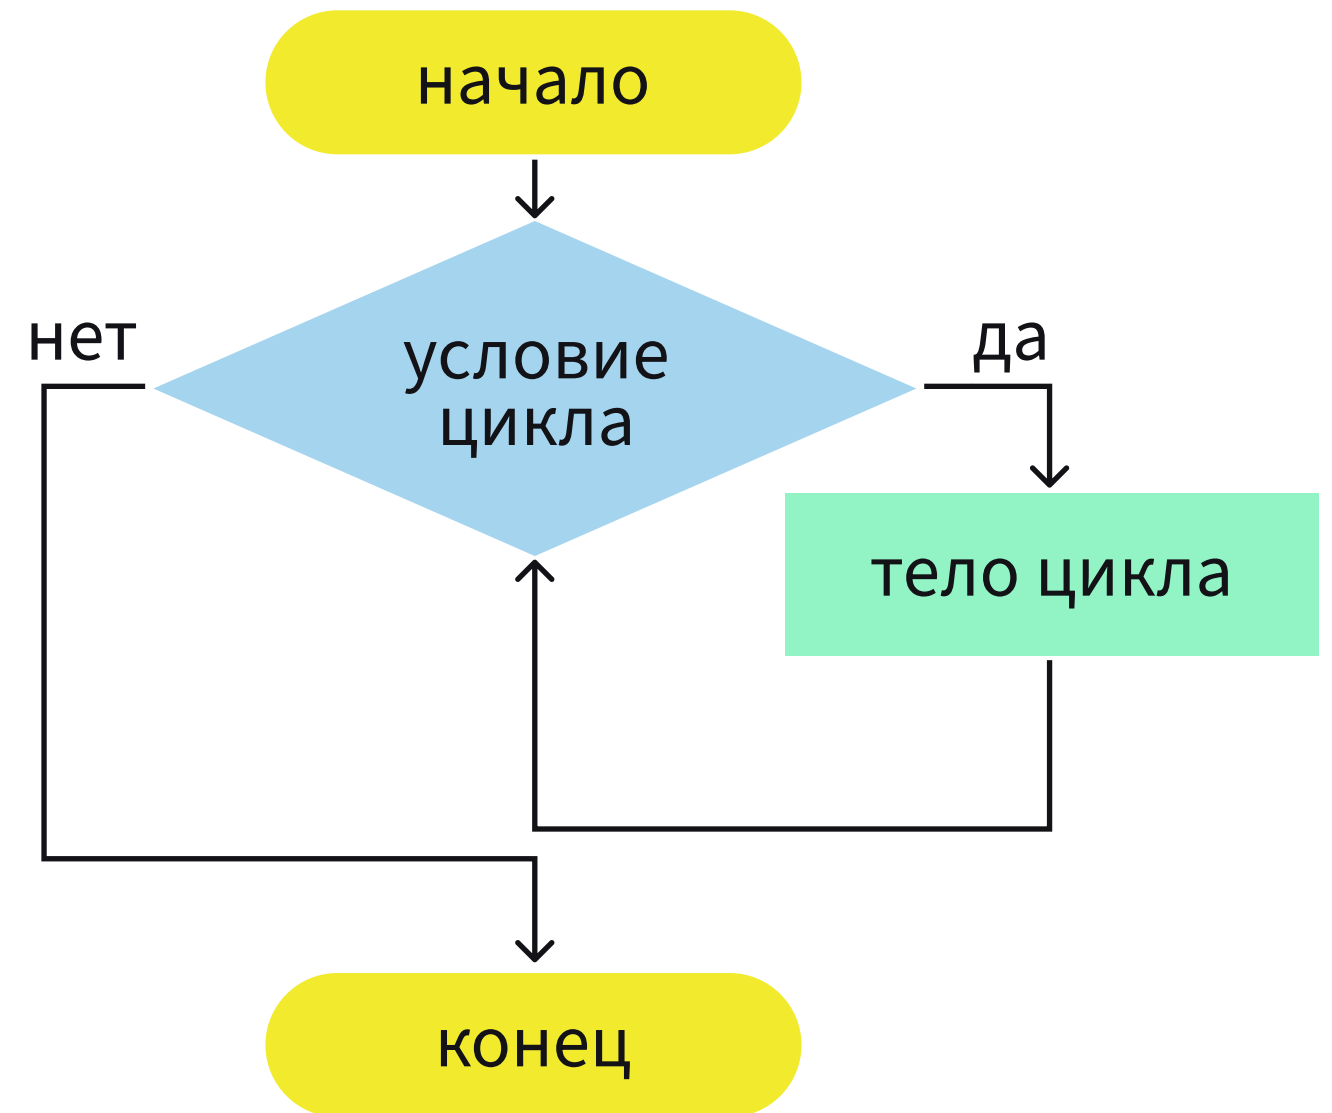 начало
нет
да
условие
цикла
тело цикла
конец